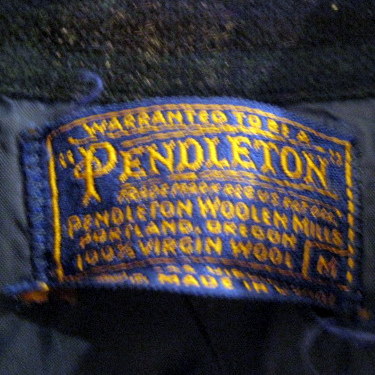 WARRANTED TO BE A
"PENDLETON"
PENDLETON WOOLEN MILLS
PORTLAND, OREGON
100% VIRGIN WOOL M
MADE IN